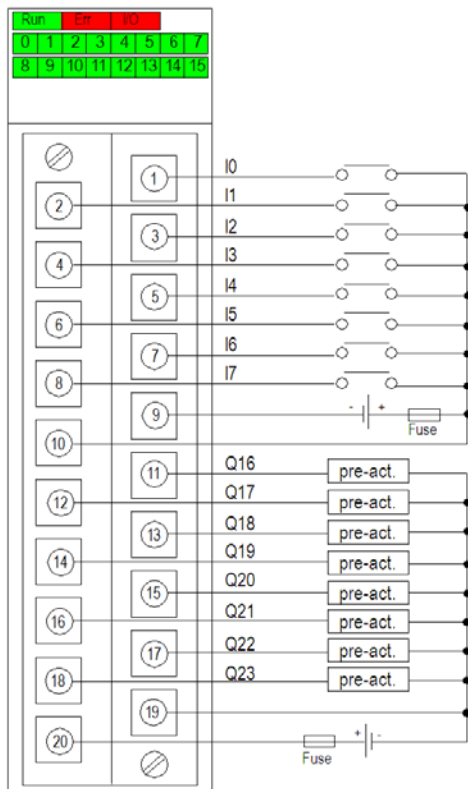 Run Err I/O
0 1 2 3 4 5 6 7
8 9 10 11 12 13 14 15
1 I0
2 I1
3 I2
4 I3
5 I4
6 I5
7 I6
8 I7
9 - +
Fuse
10
11 Q16 pre-act.
12 Q17 pre-act.
13 Q18 pre-act.
14 Q19 pre-act.
15 Q20 pre-act.
16 Q21 pre-act.
17 Q22 pre-act.
18 Q23 pre-act.
19
20 + -
Fuse